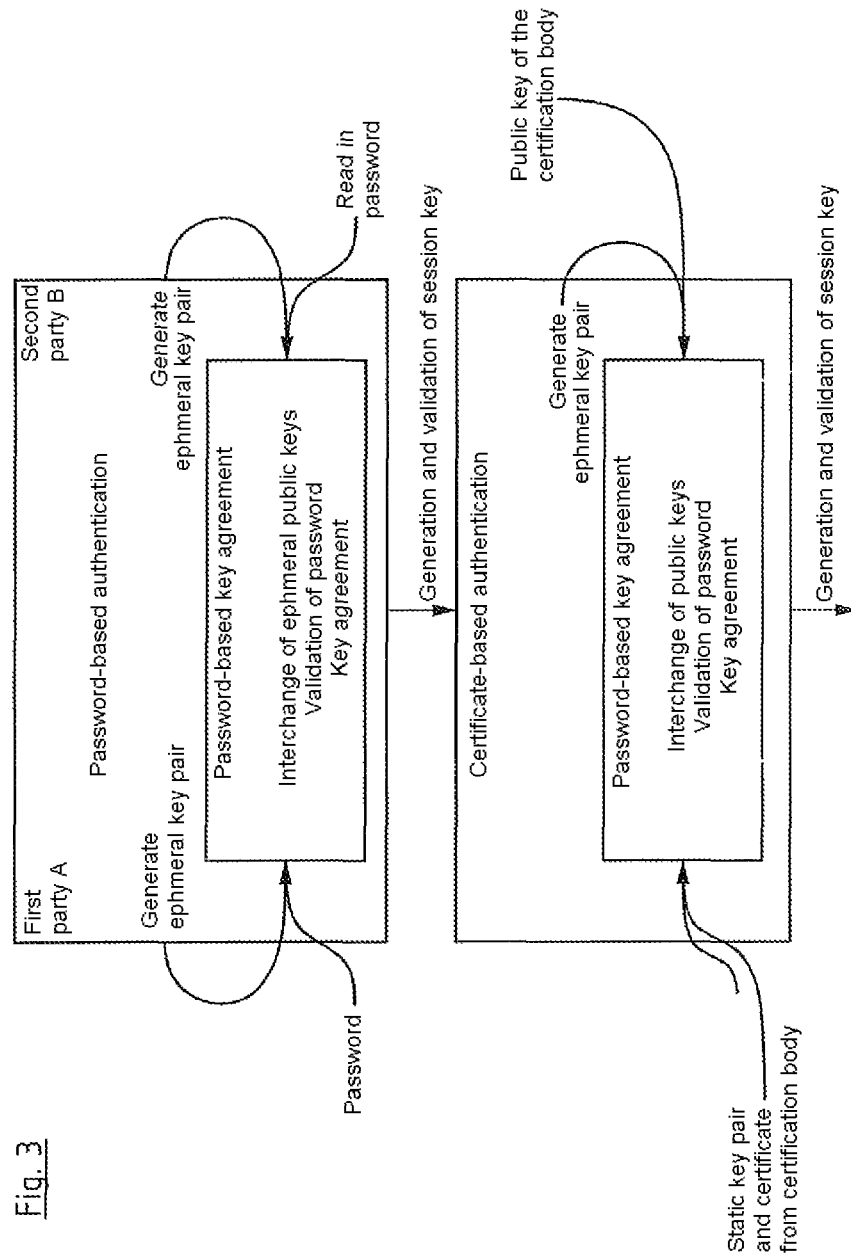 Fig. 3
First
party A
Second
party B
Password-based authentication
Generate
ephmeral key pair
Generate
ephmeral key pair
Password
Read in
password
Password-based key agreement
Interchange of ephmeral public keys
Validation of password
Key agreement
Generation and validation of session key
Certificate-based authentication
Generate
ephmeral key pair
Public key of the
certification body
Password-based key agreement
Interchange of public keys
Validation of password
Key agreement
Static key pair
and certificate
from certification body
Generation and validation of session key